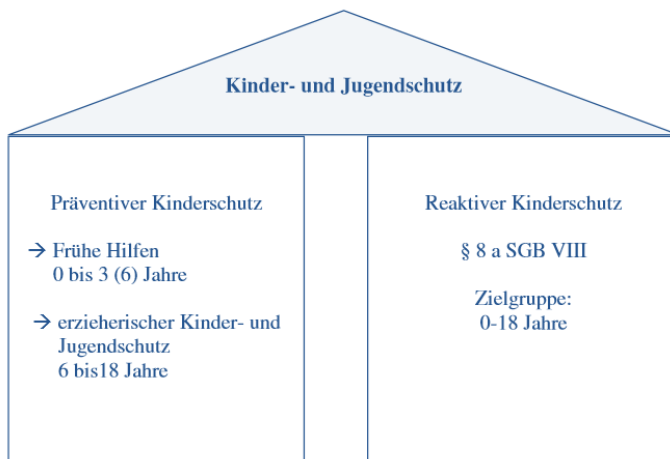 Kinder- und Jugendschutz
Präventiver Kinderschutz
→ Frühe Hilfen
0 bis 3 (6) Jahre
→ erzieherischer Kinder- und
Jugendschutz
6 bis18 Jahre
Reaktiver Kinderschutz
§ 8 a SGB VIII
Zielgruppe:
0-18 Jahre